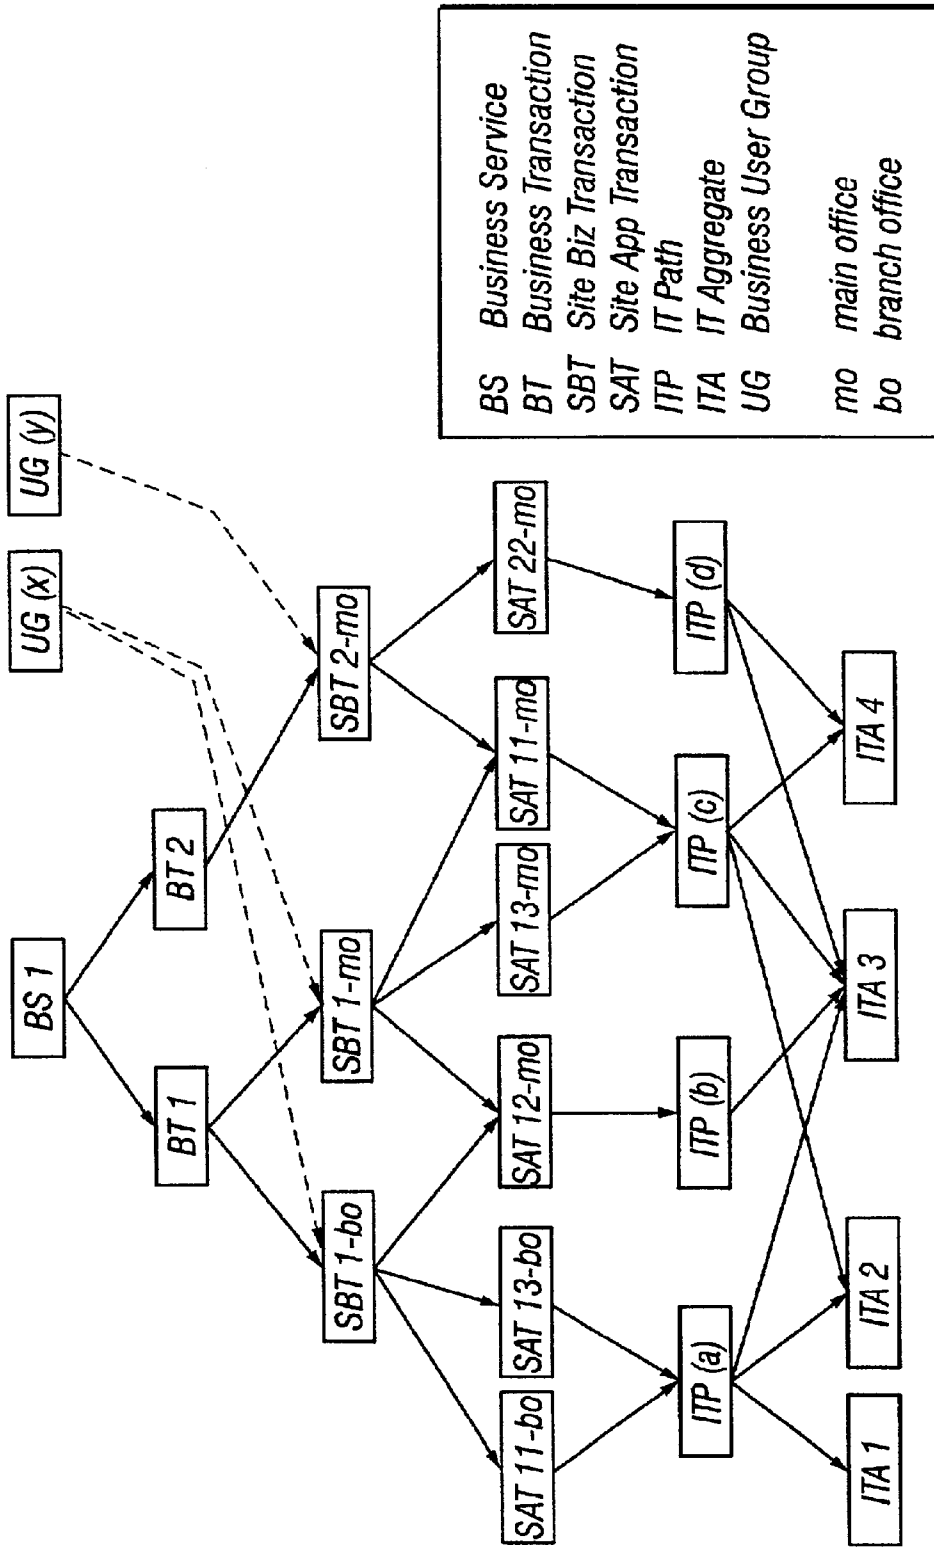 BS 1
UG (x)
UG (y)
BT 1
BT 2
SBT 1-bo
SBT 1-mo
SBT 2-mo
SAT 11-bo
SAT 13-bo
SAT 12-mo
SAT 13-mo
SAT 11-mo
SAT 22-mo
ITP (a)
ITP (b)
ITP (c)
ITP (d)
ITA 1
ITA 2
ITA 3
ITA 4
BS Business Service
BT Business Transaction
SBT Site Biz Transaction
SAT Site App Transaction
ITP IT Path
ITA IT Aggregate
UG Business User Group
mo main office
bo branch office